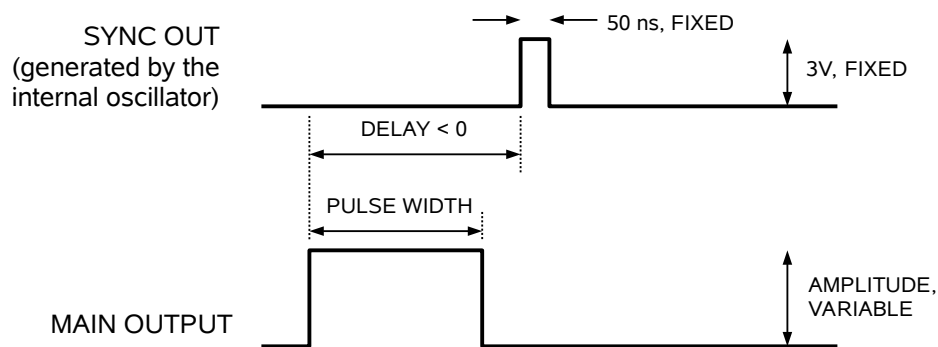 50 ns, FIXED
SYNC OUT
(generated by the
internal oscillator)
3V, FIXED
DELAY < 0
PULSE WIDTH
AMPLITUDE,
VARIABLE
MAIN OUTPUT